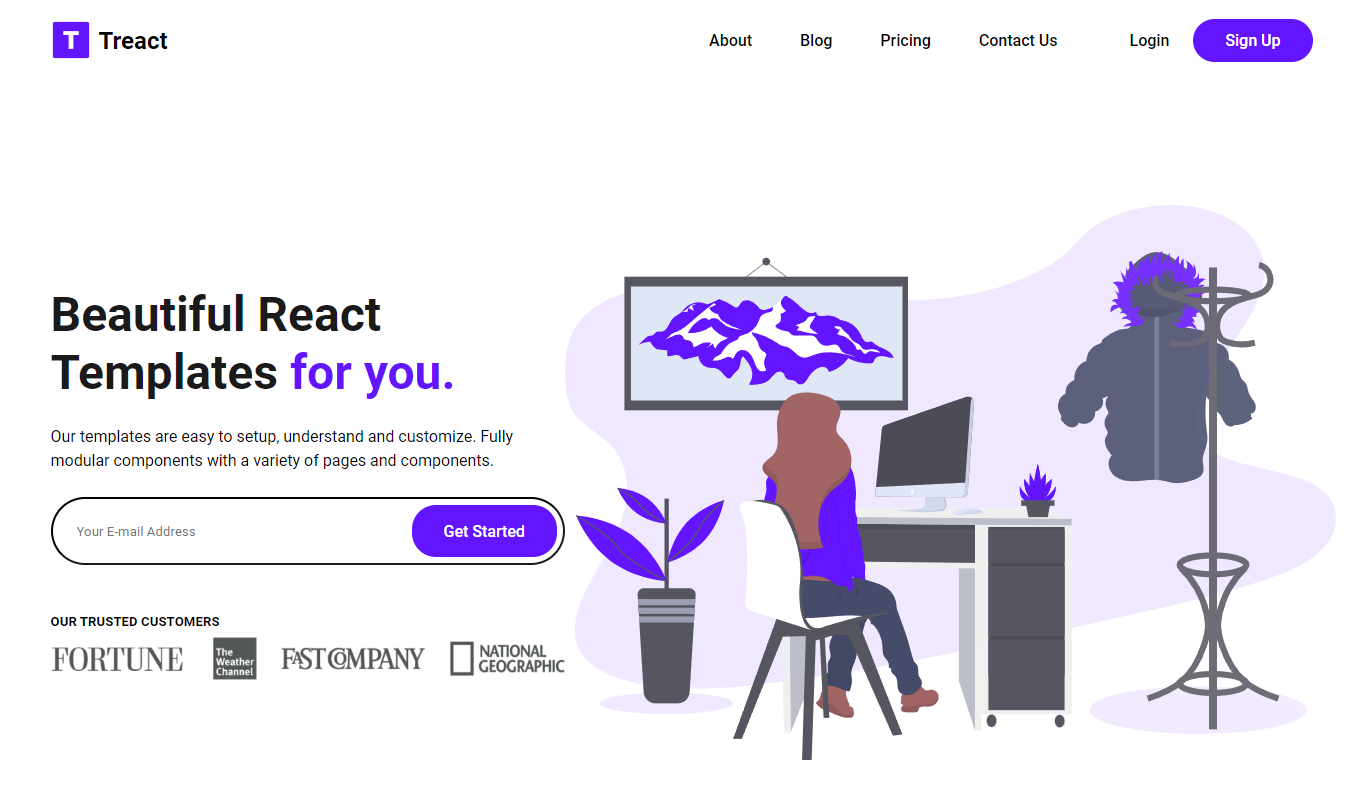 T Treact
About Blog Pricing Contact Us Login Sign Up
Beautiful React
Templates for you.
Our templates are easy to setup, understand and customize. Fully
modular components with a variety of pages and components.
Your E-mail Address
Get Started
OUR TRUSTED CUSTOMERS
FORTUNE
The
Weather
Channel
FAST COMPANY
NATIONAL
GEOGRAPHIC